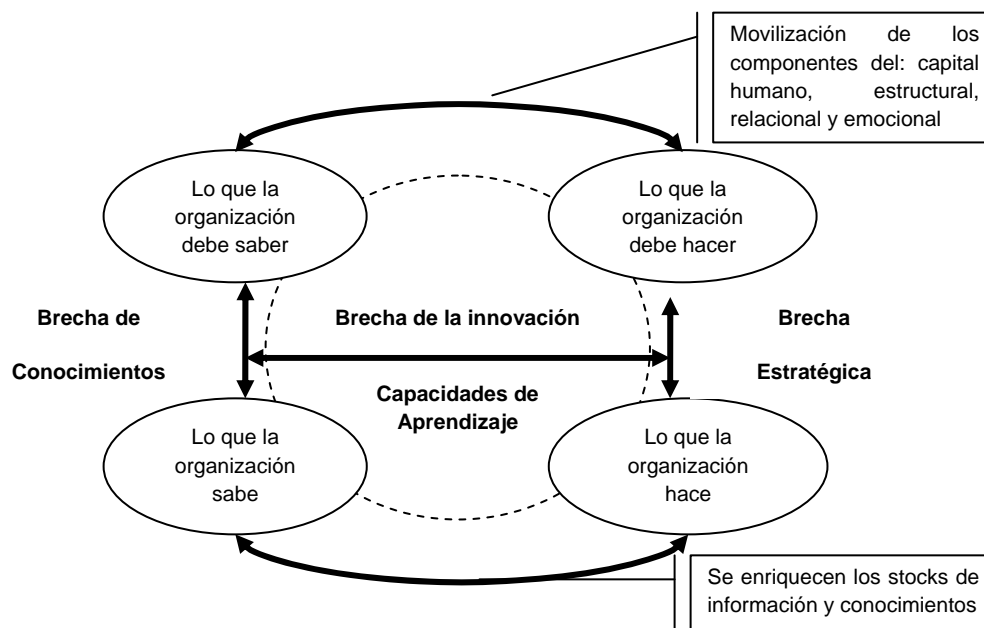 Movilización de los
componentes del: capital
humano, estructural,
relacional y emocional
Lo que la
organización
debe saber
Lo que la
organización
debe hacer
Brecha de
Conocimientos
Brecha de la innovación
Capacidades de
Aprendizaje
Brecha
Estratégica
Lo que la
organización
sabe
Lo que la
organización
hace
Se enriquecen los stocks de
información y conocimientos